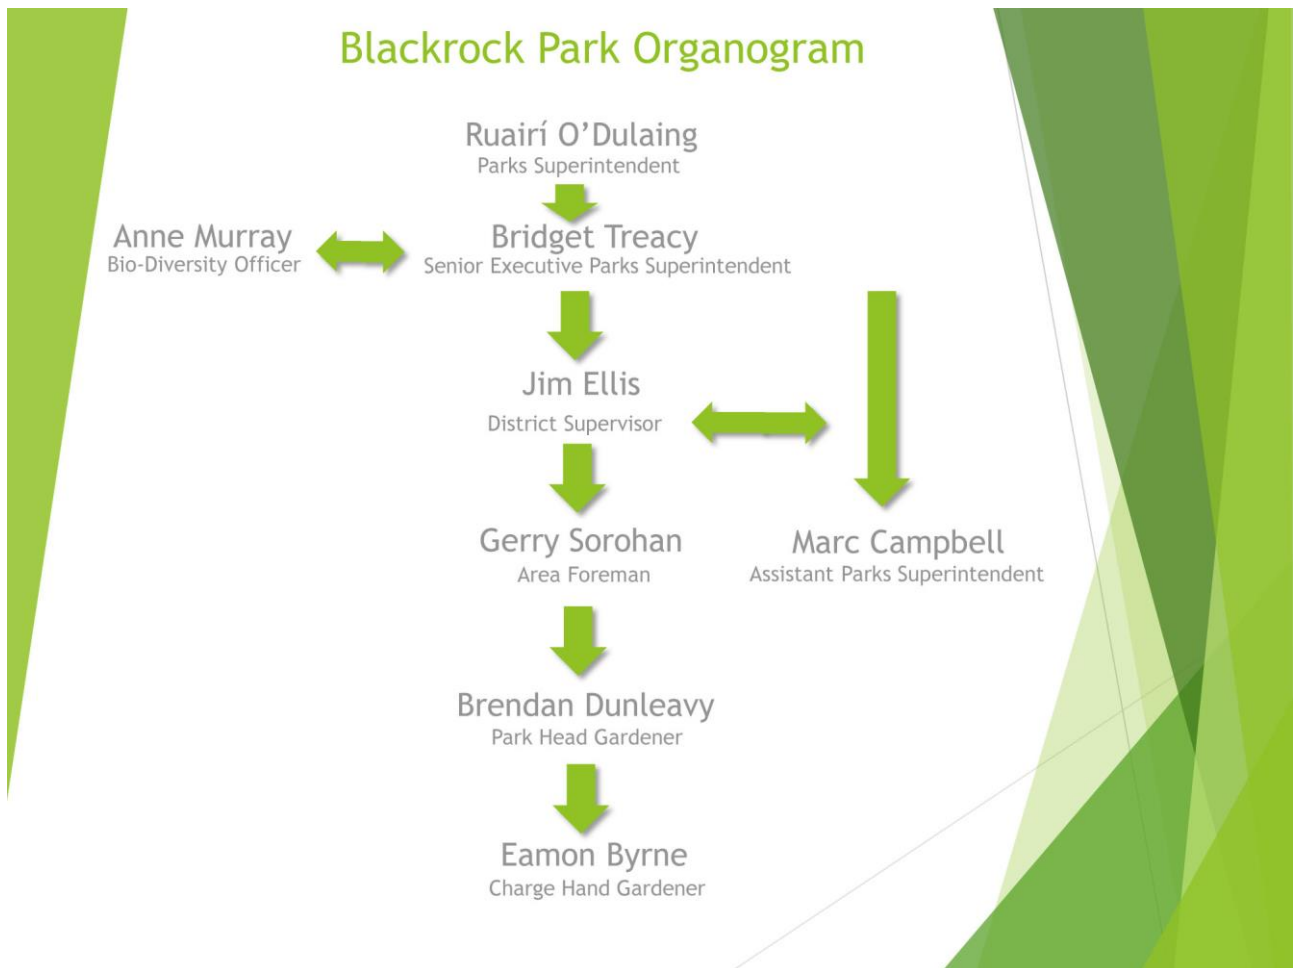 Blackrock Park Organogram
Ruairí O’Dulaing
Parks Superintendent
Anne Murray
Bio-Diversity Officer
Bridget Treacy
Senior Executive Parks Superintendent
Jim Ellis
District Supervisor
Gerry Sorohan
Area Foreman
Marc Campbell
Assistant Parks Superintendent
Brendan Dunleavy
Park Head Gardener
Eamon Byrne
Charge Hand Gardener